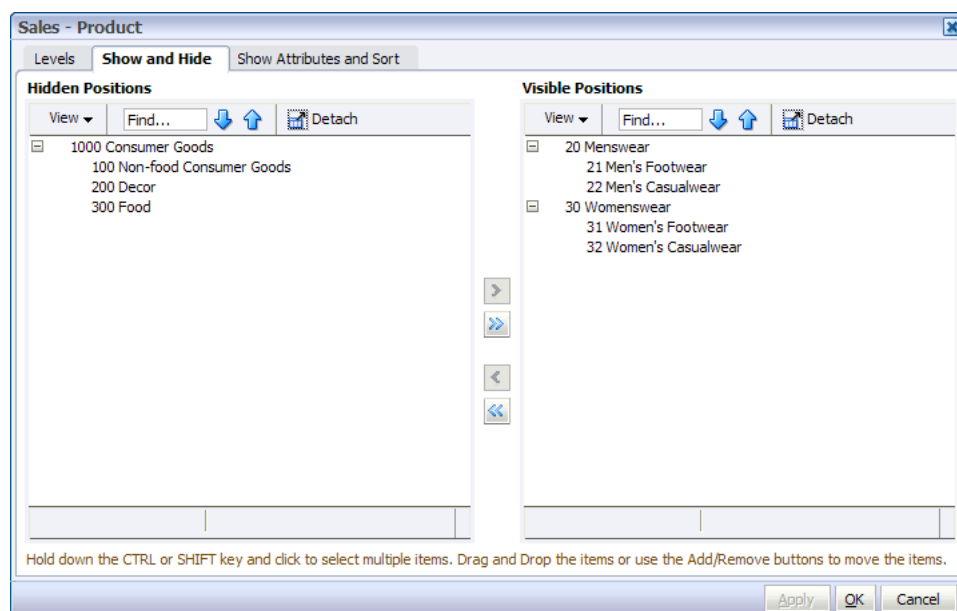 Sales - Product
Levels Show and Hide Show Attributes and Sort
Hidden Positions
View Find... Detach
1000 Consumer Goods
100 Non-food Consumer Goods
200 Decor
300 Food
Visible Positions
View Find... Detach
20 Menswear
21 Men's Footwear
22 Men's Casualwear
30 Womenswear
31 Women's Footwear
32 Women's Casualwear
Hold down the CTRL or SHIFT key and click to select multiple items. Drag and Drop the items or use the Add/Remove buttons to move the items.
Apply OK Cancel